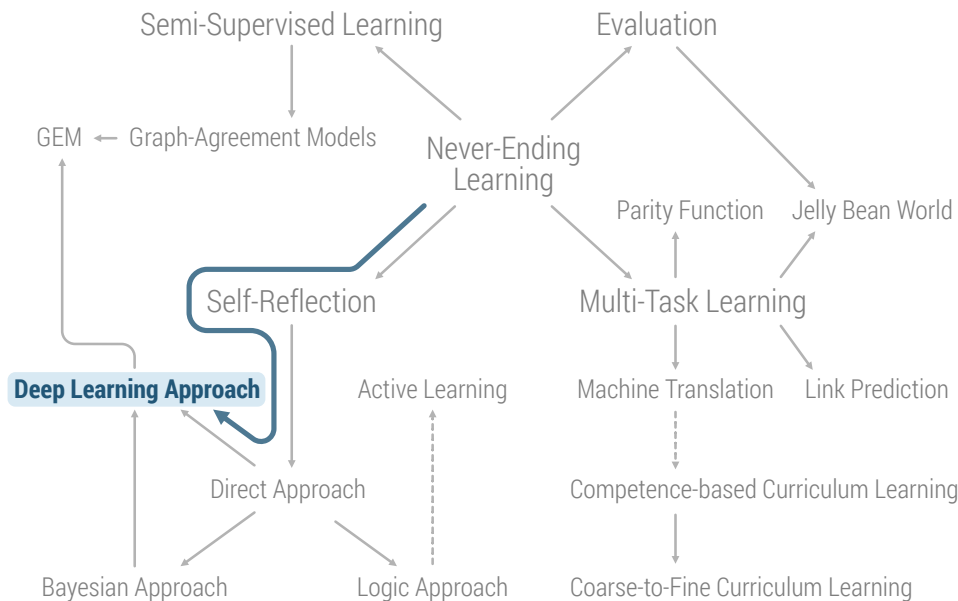 Semi-Supervised Learning
Evaluation
GEM
Graph-Agreement Models
Never-Ending
Learning
Parity Function
Jelly Bean World
Self-Reflection
Multi-Task Learning
Deep Learning Approach
Active Learning
Machine Translation
Link Prediction
Direct Approach
Competence-based Curriculum Learning
Bayesian Approach
Logic Approach
Coarse-to-Fine Curriculum Learning